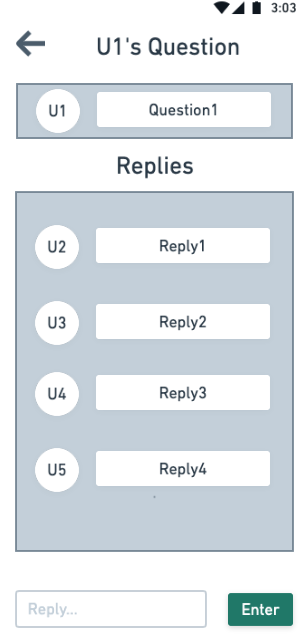 3:03
U1's Question
U1 Question1
Replies
U2 Reply1
U3 Reply2
U4 Reply3
U5 Reply4
Reply... Enter